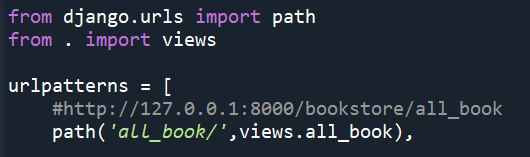 from django.urls import path
from . import views
urlpatterns = [
#http://127.0.0.1:8000/bookstore/all_book
path('all_book/',views.all_book),